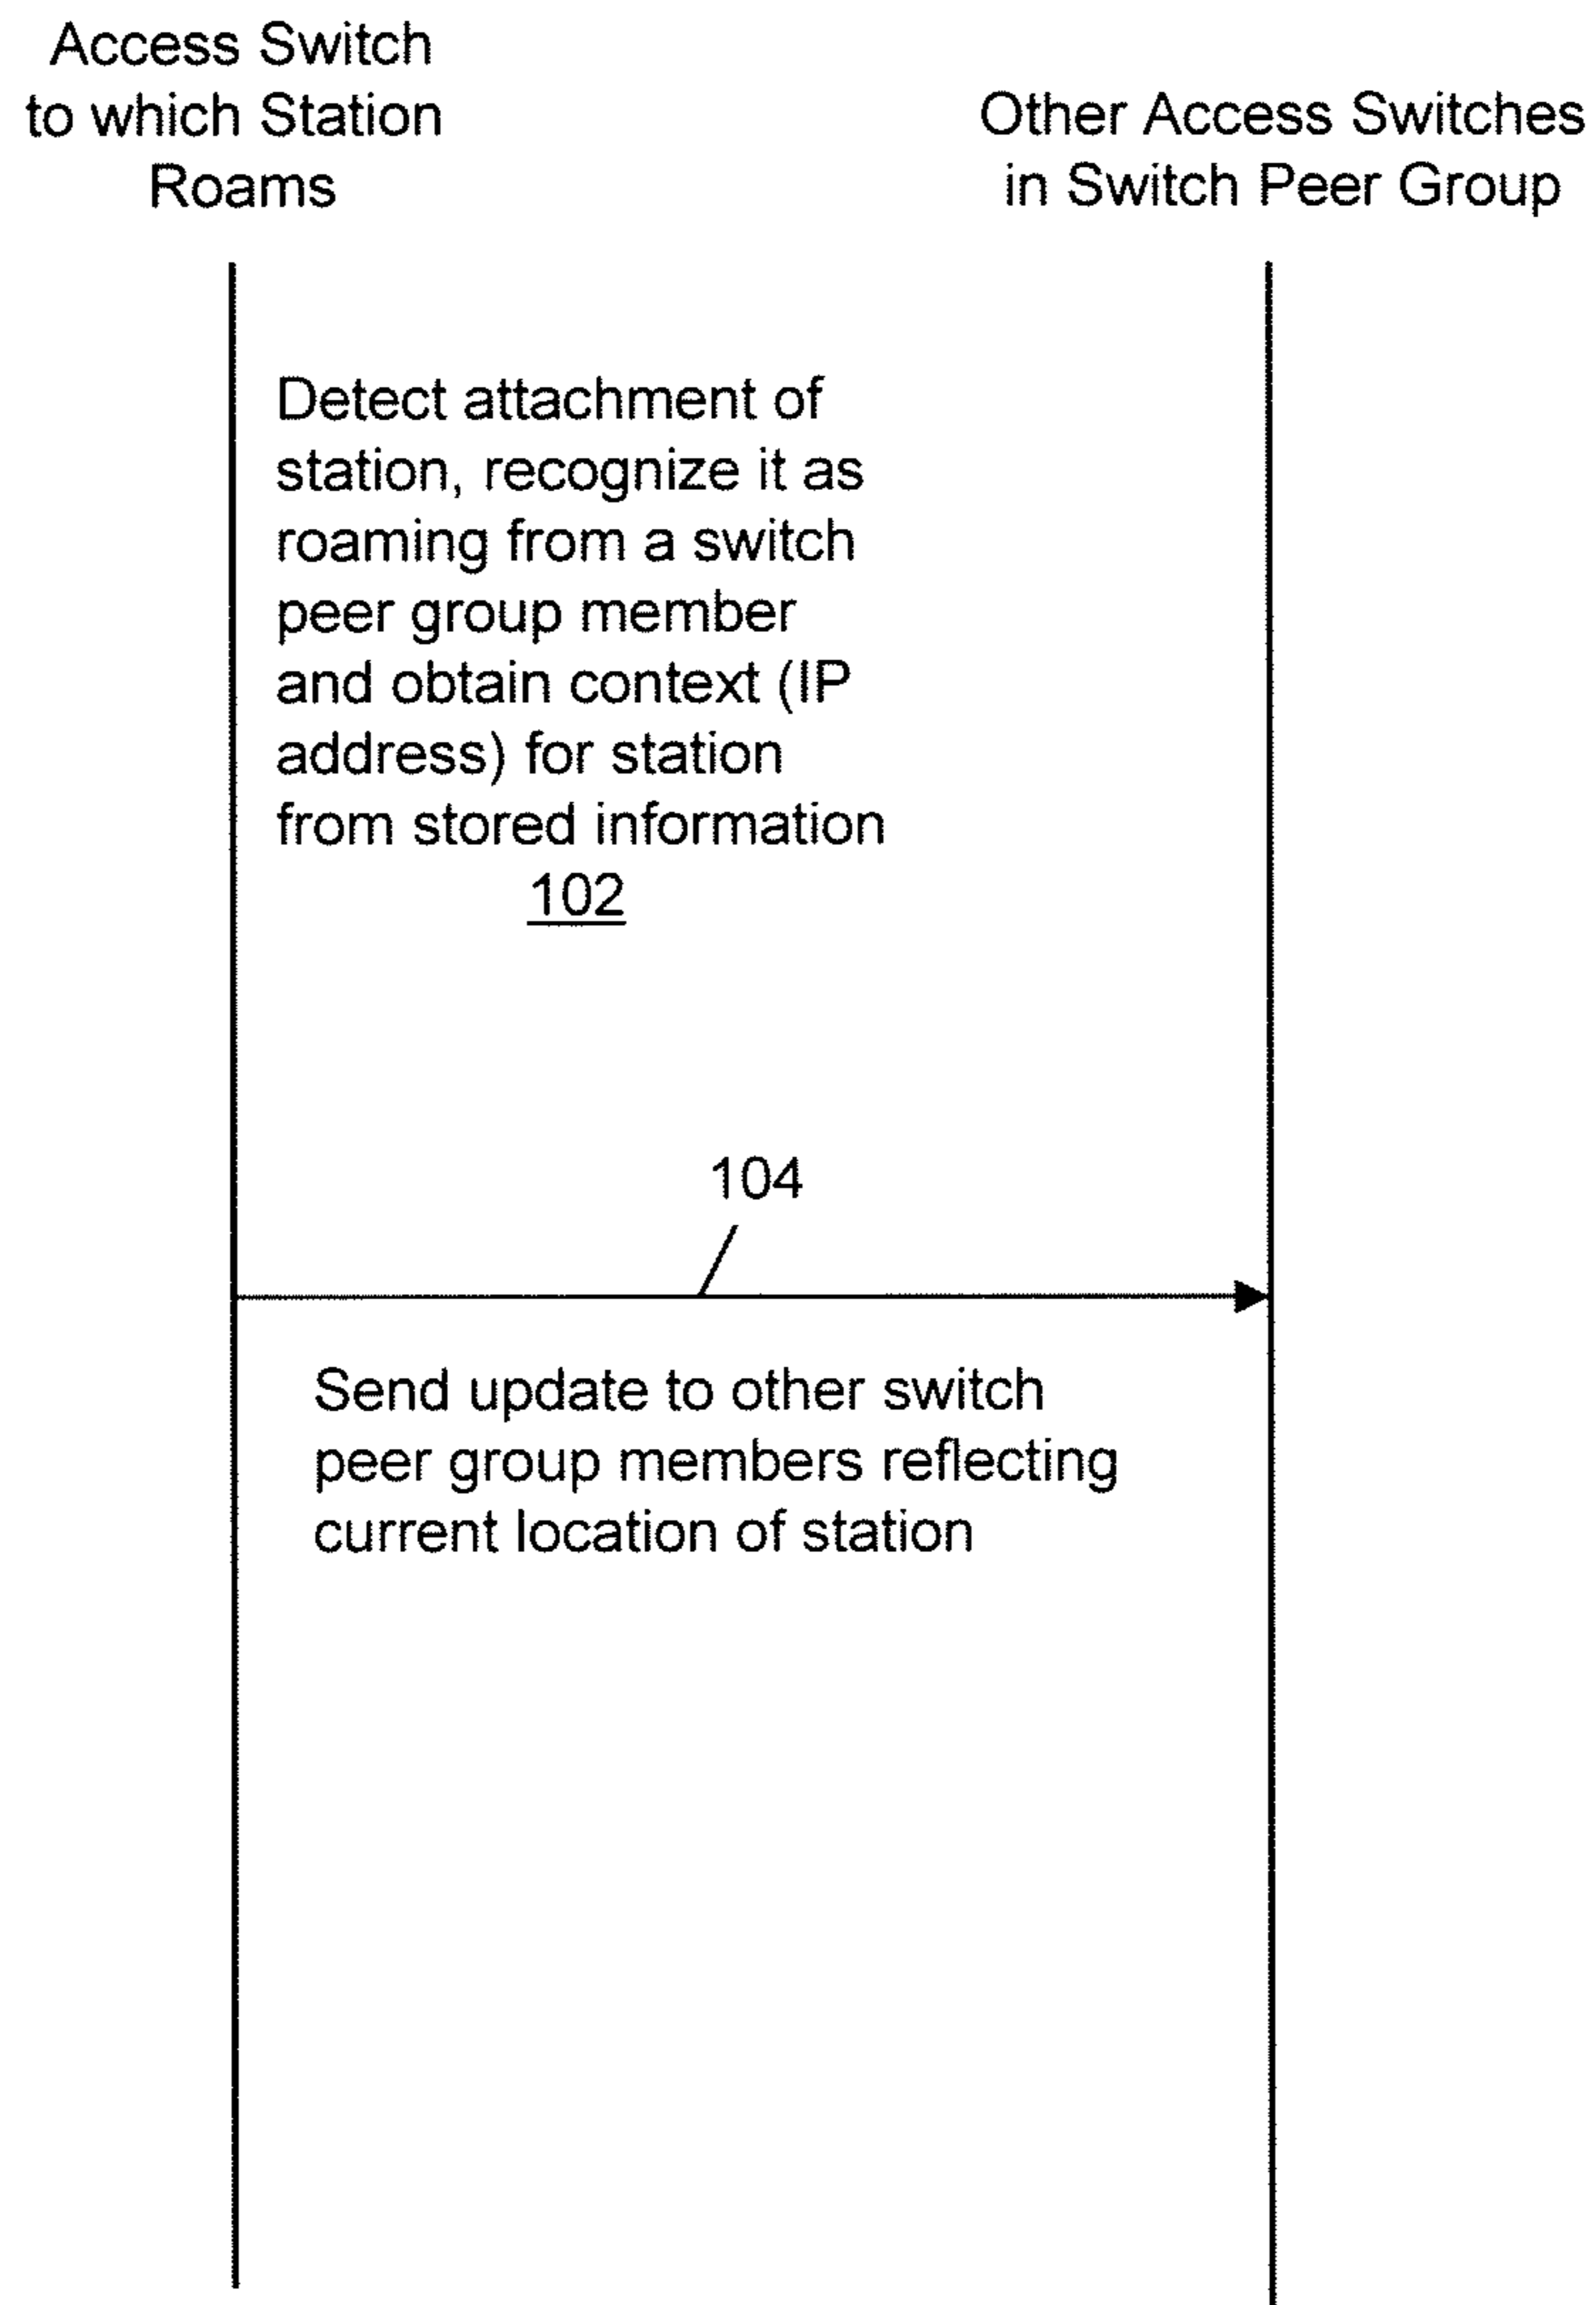 Access Switch
to which Station
Roams
Other Access Switches
in Switch Peer Group
Detect attachment of
station, recognize it as
roaming from a switch
peer group member
and obtain context (IP
address) for station
from stored information
102
104
Send update to other switch
peer group members reflecting
current location of station